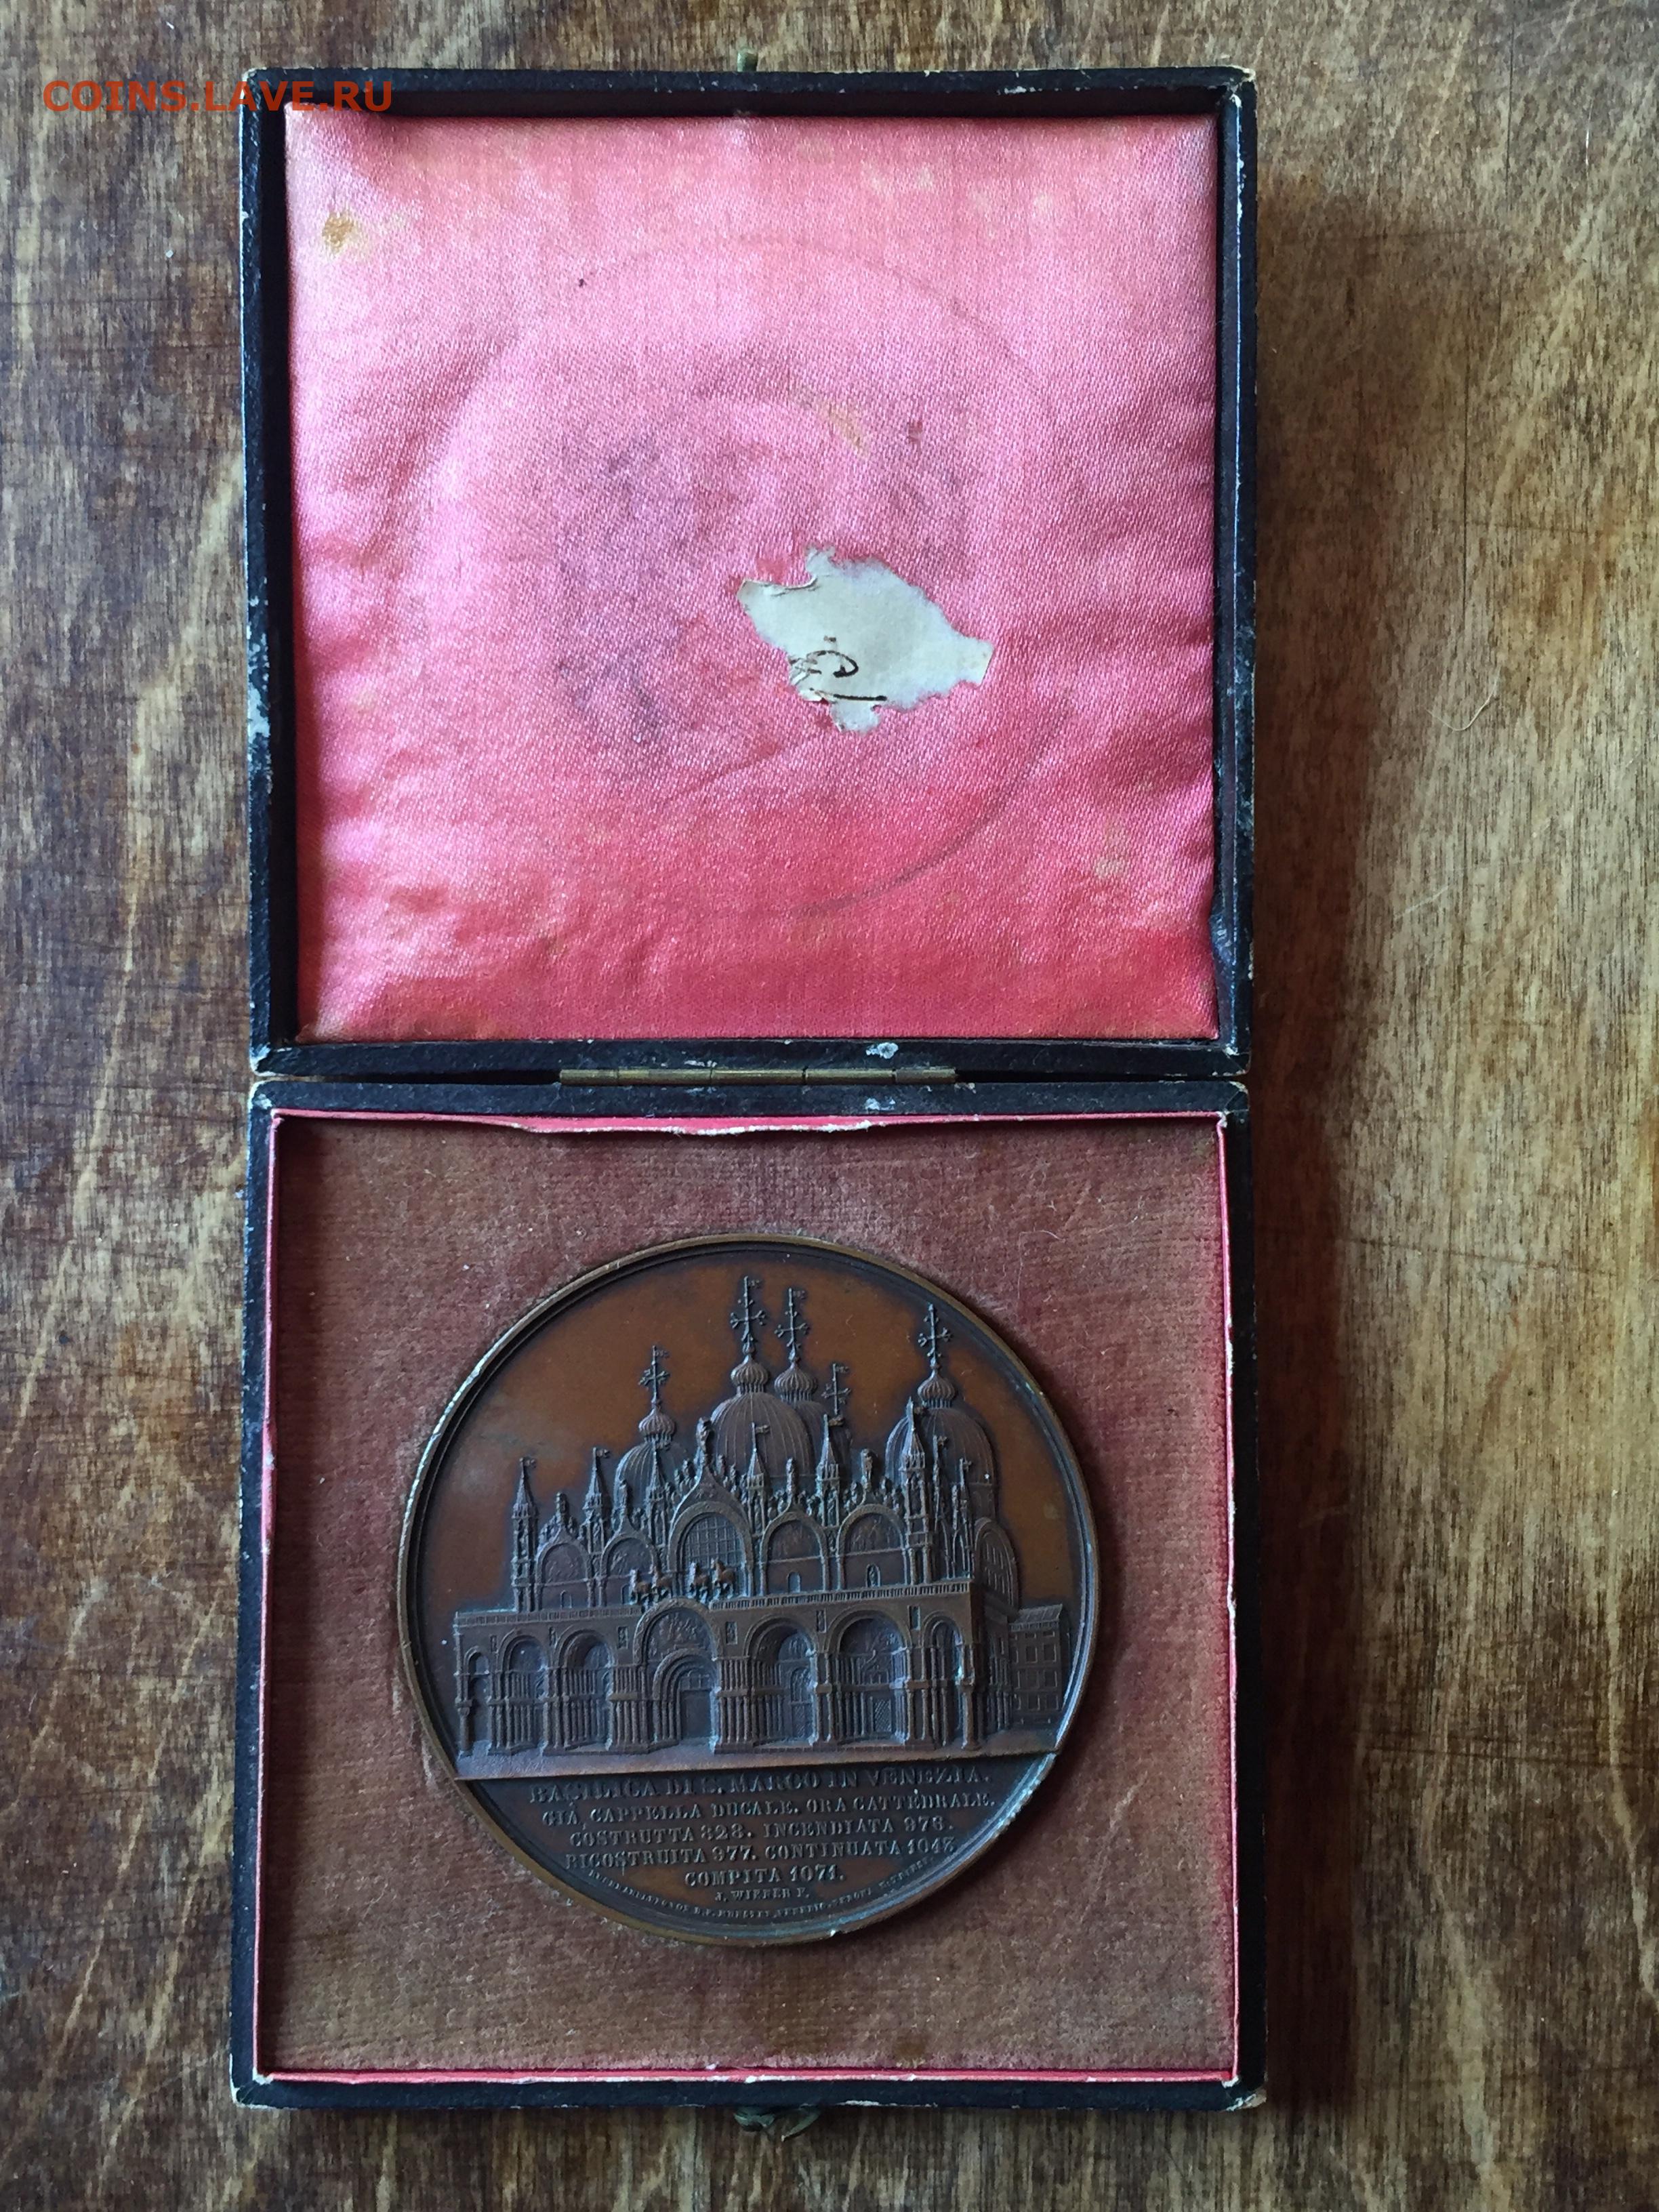 COINS.LAVE.RU
BASILICA DI S. MARCO IN VENEZIA.
GIÀ CAPPELLA DUCALE. ORA CATTEDRALE.
COSTRUTTA 828. INCENDIATA 976.
RICOSTRUITA 977. CONTINUATA 1043
COMPITA 1071.
J. WIENER F.